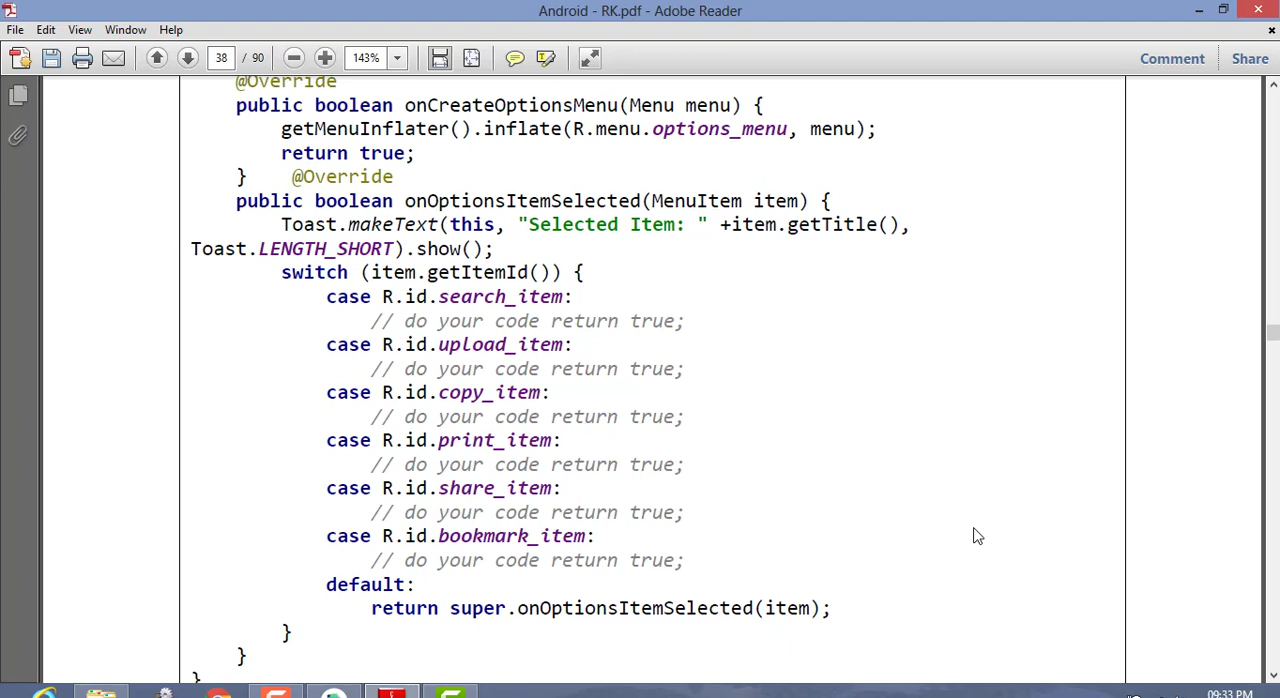 Android - RK.pdf - Adobe Reader
File Edit View Window Help
38 / 90 143% Comment Share
@Override
public boolean onCreateOptionsMenu(Menu menu) {
getMenuInflater().inflate(R.menu.options_menu, menu);
return true;
} @Override
public boolean onOptionsItemSelected(MenuItem item) {
Toast.makeText(this, "Selected Item: " +item.getTitle(),
Toast.LENGTH_SHORT).show();
switch (item.getItemId()) {
case R.id.search_item:
// do your code return true;
case R.id.upload_item:
// do your code return true;
case R.id.copy_item:
// do your code return true;
case R.id.print_item:
// do your code return true;
case R.id.share_item:
// do your code return true;
case R.id.bookmark_item:
// do your code return true;
default:
return super.onOptionsItemSelected(item);
}
}
}
09:33 PM